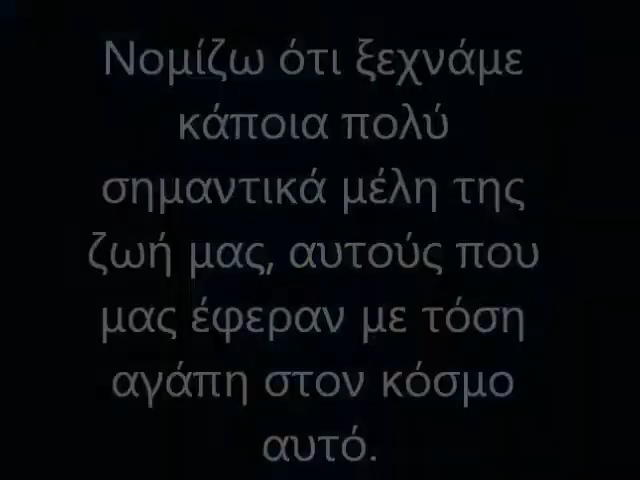 Νομίζω ότι ξεχνάμε
κάποια πολύ
σημαντικά μέλη της
ζωή μας, αυτούς που
μας έφεραν με τόση
αγάπη στον κόσμο
αυτό.